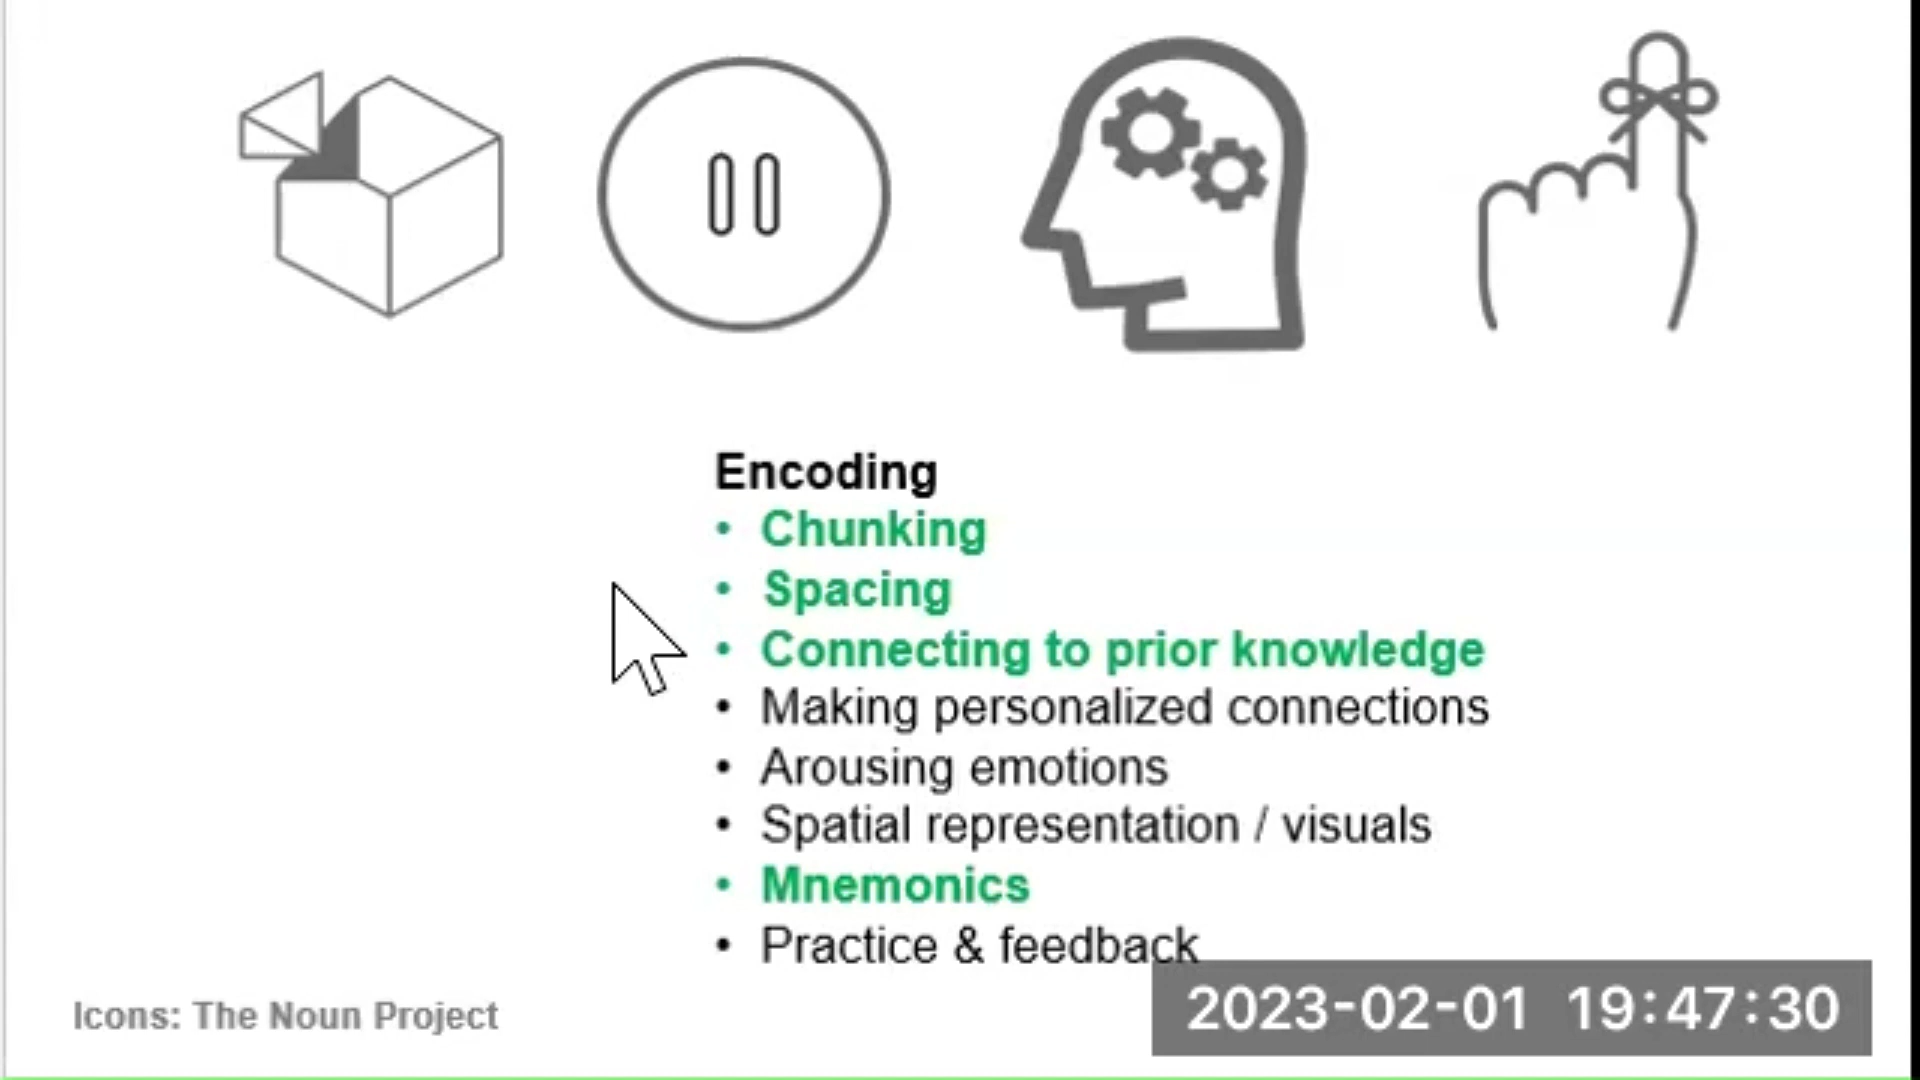 Encoding
• Chunking
• Spacing
• Connecting to prior knowledge
• Making personalized connections
• Arousing emotions
• Spatial representation / visuals
• Mnemonics
• Practice & feedback
Icons: The Noun Project
2023-02-01 19:47:30